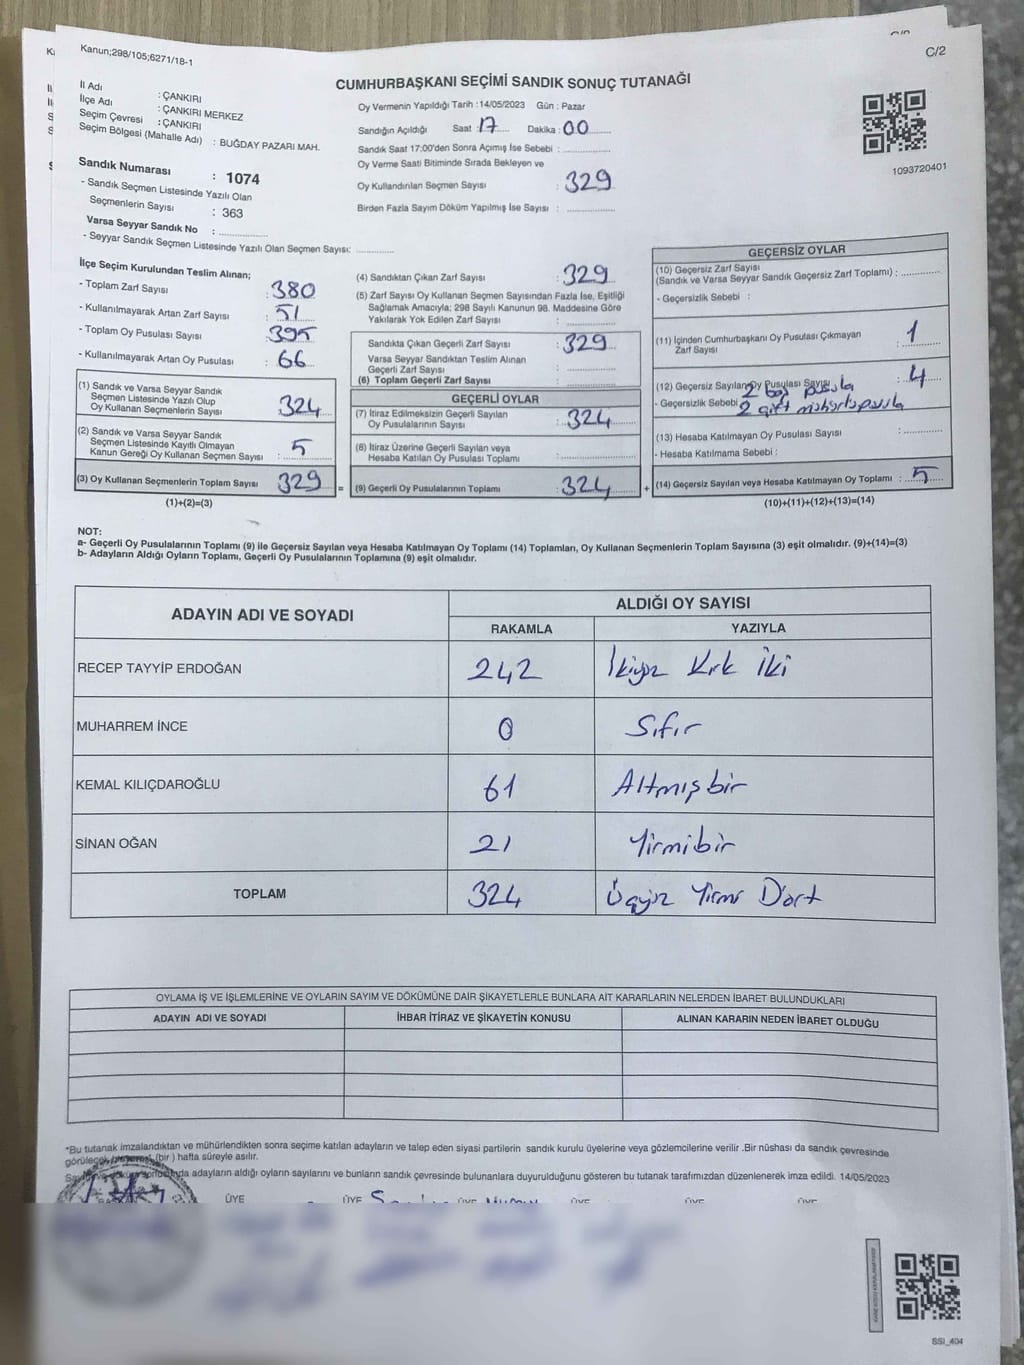 Kanun;298/105;6271/18-1
C/2
CUMHURBAŞKANI SEÇİMİ SANDIK SONUÇ TUTANAĞI
İl Adı : ÇANKIRI
İlçe Adı : ÇANKIRI MERKEZ
Seçim Çevresi : ÇANKIRI
Seçim Bölgesi (Mahalle Adı) : BUĞDAY PAZARI MAH.
Oy Vermenin Yapıldığı Tarih : 14/05/2023 Gün : Pazar
Sandığın Açıldığı Saat 17 Dakika : 00
Sandık Saat 17:00'den Sonra Açımış İse Sebebi :
Oy Verme Saati Bitiminde Sırada Bekleyen ve
Oy Kullandırılan Seçmen Sayısı : 329
Birden Fazla Sayım Döküm Yapılmış İse Sayısı :
1093720401
Sandık Numarası : 1074
- Sandık Seçmen Listesinde Yazılı Olan
Seçmenlerin Sayısı : 363
Varsa Seyyar Sandık No :
- Seyyar Sandık Seçmen Listesinde Yazılı Olan Seçmen Sayısı:
İlçe Seçim Kurulundan Teslim Alınan;
- Toplam Zarf Sayısı : 380
- Kullanılmayarak Artan Zarf Sayısı : 51
- Toplam Oy Pusulası Sayısı : 395
- Kullanılmayarak Artan Oy Pusulası : 66
(1) Sandık ve Varsa Seyyar Sandık
Seçmen Listesinde Yazılı Olup
Oy Kullanan Seçmenlerin Sayısı : 324
(2) Sandık ve Varsa Seyyar Sandık
Seçmen Listesinde Kayıtlı Olmayan
Kanun Gereği Oy Kullanan Seçmen Sayısı : 5
(3) Oy Kullanan Seçmenlerin Toplam Sayısı : 329
(1)+(2)=(3)
(4) Sandıktan Çıkan Zarf Sayısı : 329
(5) Zarf Sayısı Oy Kullanan Seçmen Sayısından Fazla İse, Eşitliği
Sağlamak Amacıyla; 298 Sayılı Kanunun 98. Maddesine Göre
Yakılarak Yok Edilen Zarf Sayısı :
Sandıkta Çıkan Geçerli Zarf Sayısı : 329
Varsa Seyyar Sandıktan Teslim Alınan
Geçerli Zarf Sayısı :
(6) Toplam Geçerli Zarf Sayısı :
GEÇERLİ OYLAR
(7) İtiraz Edilmeksizin Geçerli Sayılan
Oy Pusulalarının Sayısı : 324
(8) İtiraz Üzerine Geçerli Sayılan veya
Hesaba Katılan Oy Pusulası Toplamı :
= (9) Geçerli Oy Pusulalarının Toplamı : 324 +
GEÇERSİZ OYLAR
(10) Geçersiz Zarf Sayısı
(Sandık ve Varsa Seyyar Sandık Geçersiz Zarf Toplamı) :
- Geçersizlik Sebebi :
(11) İçinden Cumhurbaşkanı Oy Pusulası Çıkmayan
Zarf Sayısı : 1
(12) Geçersiz Sayılan Oy Pusulası Sayısı : 4
2 boş pusula
- Geçersizlik Sebebi 2 çift mühürlü pusula
(13) Hesaba Katılmayan Oy Pusulası Sayısı :
- Hesaba Katılmama Sebebi :
(14) Geçersiz Sayılan veya Hesaba Katılmayan Oy Toplamı : 5
(10)+(11)+(12)+(13)=(14)
NOT:
a- Geçerli Oy Pusulalarının Toplamı (9) ile Geçersiz Sayılan veya Hesaba Katılmayan Oy Toplamı (14) Toplamları, Oy Kullanan Seçmenlerin Toplam Sayısına (3) eşit olmalıdır. (9)+(14)=(3)
b- Adayların Aldığı Oyların Toplamı, Geçerli Oy Pusulalarının Toplamına (9) eşit olmalıdır.
ADAYIN ADI VE SOYADI
ALDIĞI OY SAYISI
RAKAMLA YAZIYLA
RECEP TAYYİP ERDOĞAN 242 İkiyüz Kırk İki
MUHARREM İNCE 0 Sıfır
KEMAL KILIÇDAROĞLU 61 Altmışbir
SİNAN OĞAN 21 Yirmibir
TOPLAM 324 Üçyüz Yirmi Dört
OYLAMA İŞ VE İŞLEMLERİNE VE OYLARIN SAYIM VE DÖKÜMÜNE DAİR ŞİKAYETLERLE BUNLARA AİT KARARLARIN NELERDEN İBARET BULUNDUKLARI
ADAYIN ADI VE SOYADI İHBAR İTİRAZ VE ŞİKAYETİN KONUSU ALINAN KARARIN NEDEN İBARET OLDUĞU
*Bu tutanak imzalandıktan ve mühürlendikten sonra seçime katılan adayların ve talep eden siyasi partilerin sandık kurulu üyelerine veya gözlemcilerine verilir .Bir nüshası da sandık çevresinde
görülecek (bir ) hafta süreyle asılır.
adayların aldığı oyların sayılarını ve bunların sandık çevresinde bulunanlara duyurulduğunu gösteren bu tutanak tarafımızdan düzenlenerek imza edildi. 14/05/2023
ÜYE ÜYE ÜYE ÜYE ÜYE
SSI_404